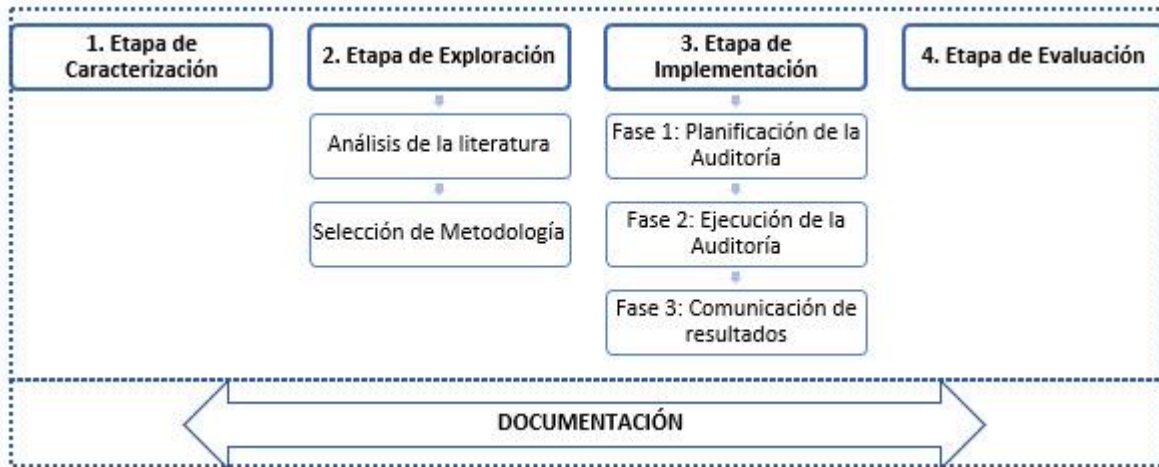 1. Etapa de
Caracterización
2. Etapa de Exploración
Análisis de la literatura
Selección de Metodología
3. Etapa de
Implementación
Fase 1: Planificación de la
Auditoría
Fase 2: Ejecución de la
Auditoría
Fase 3: Comunicación de
resultados
4. Etapa de Evaluación
DOCUMENTACIÓN